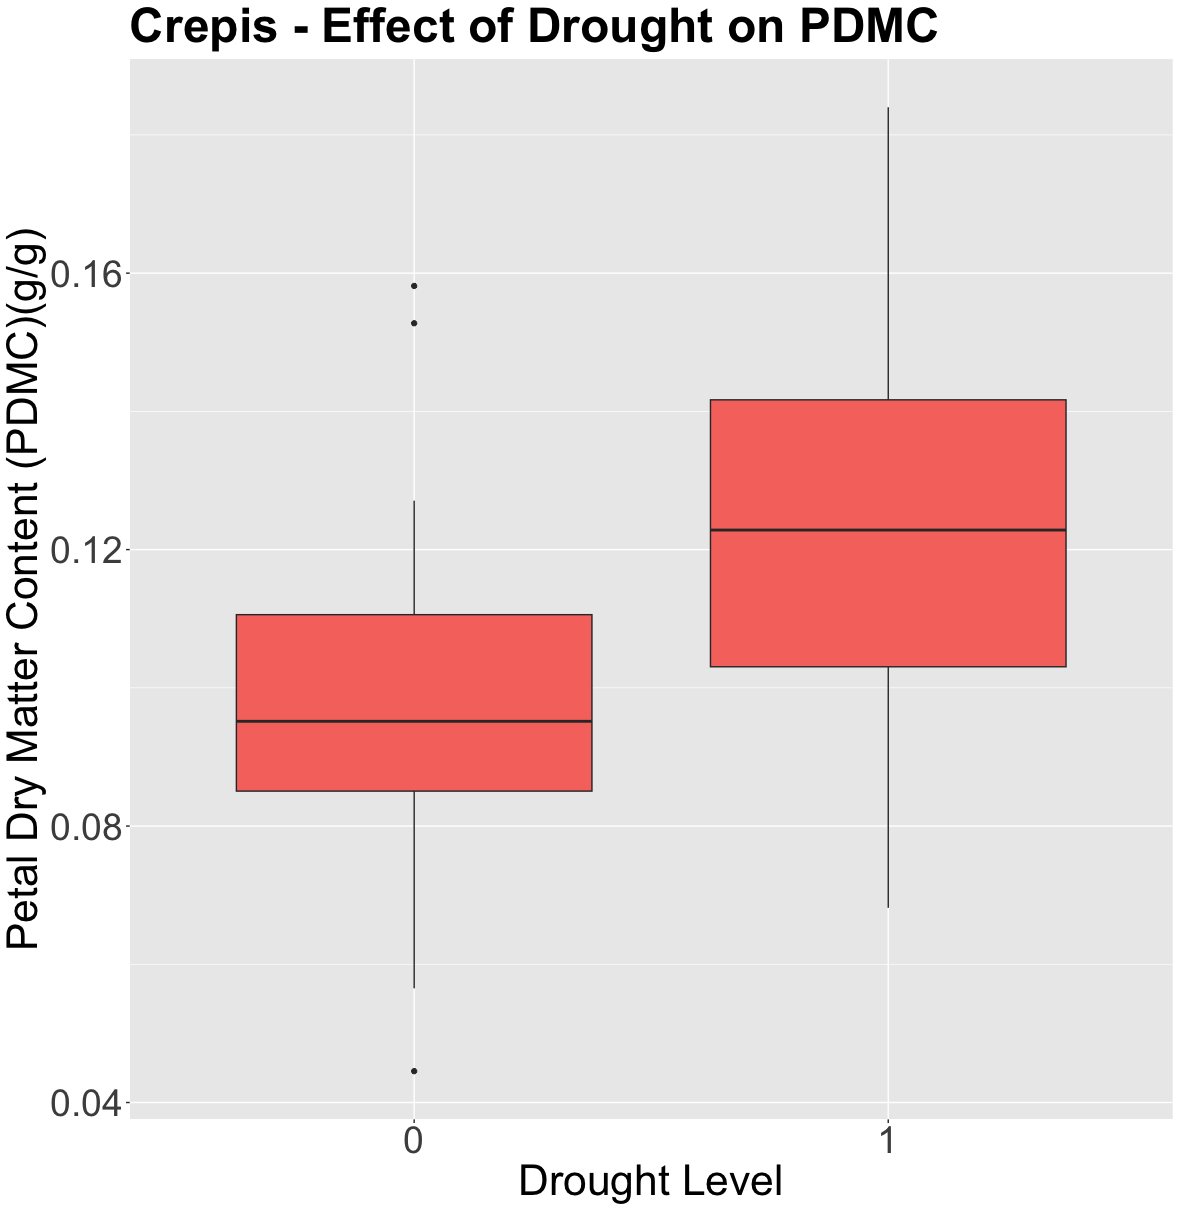 Crepis - Effect of Drought on PDMC
Petal Dry Matter Content (PDMC)(g/g)
0.16
0.12
0.08
0.04
0
1
Drought Level